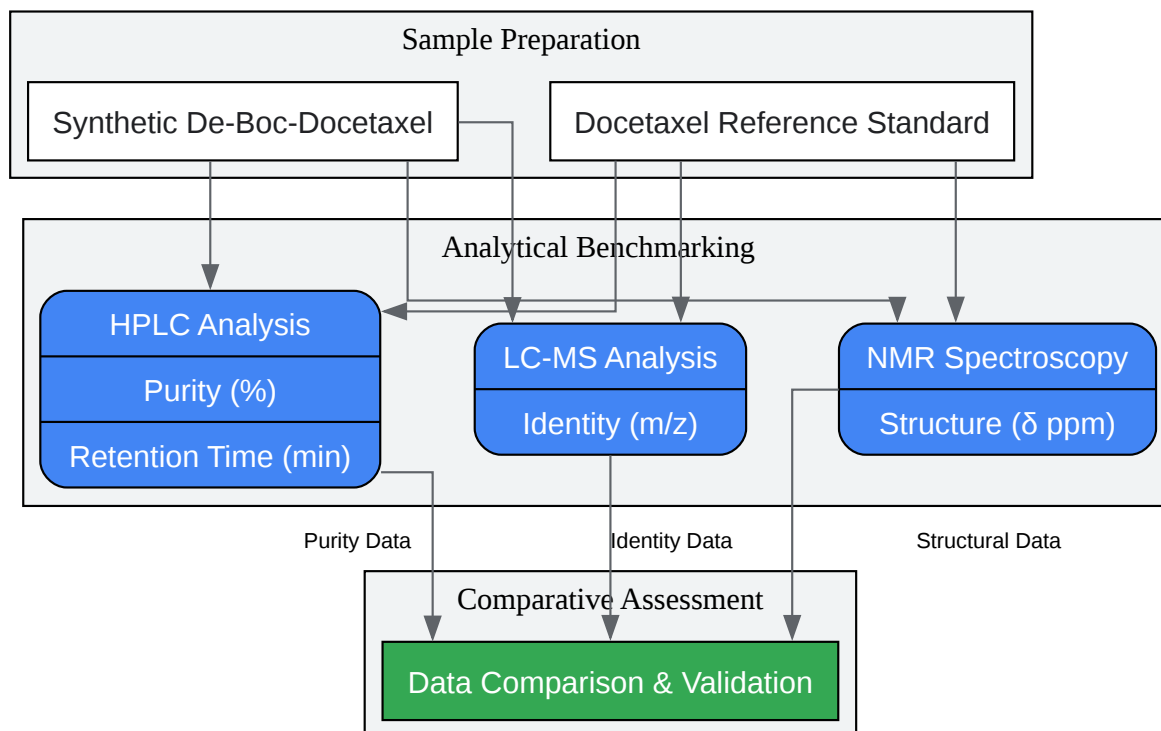 Sample Preparation
Synthetic De-Boc-Docetaxel
Docetaxel Reference Standard
Analytical Benchmarking
HPLC Analysis
Purity (%)
Retention Time (min)
LC-MS Analysis
Identity (m/z)
NMR Spectroscopy
Structure (δ ppm)
Purity Data
Identity Data
Structural Data
Comparative Assessment
Data Comparison & Validation